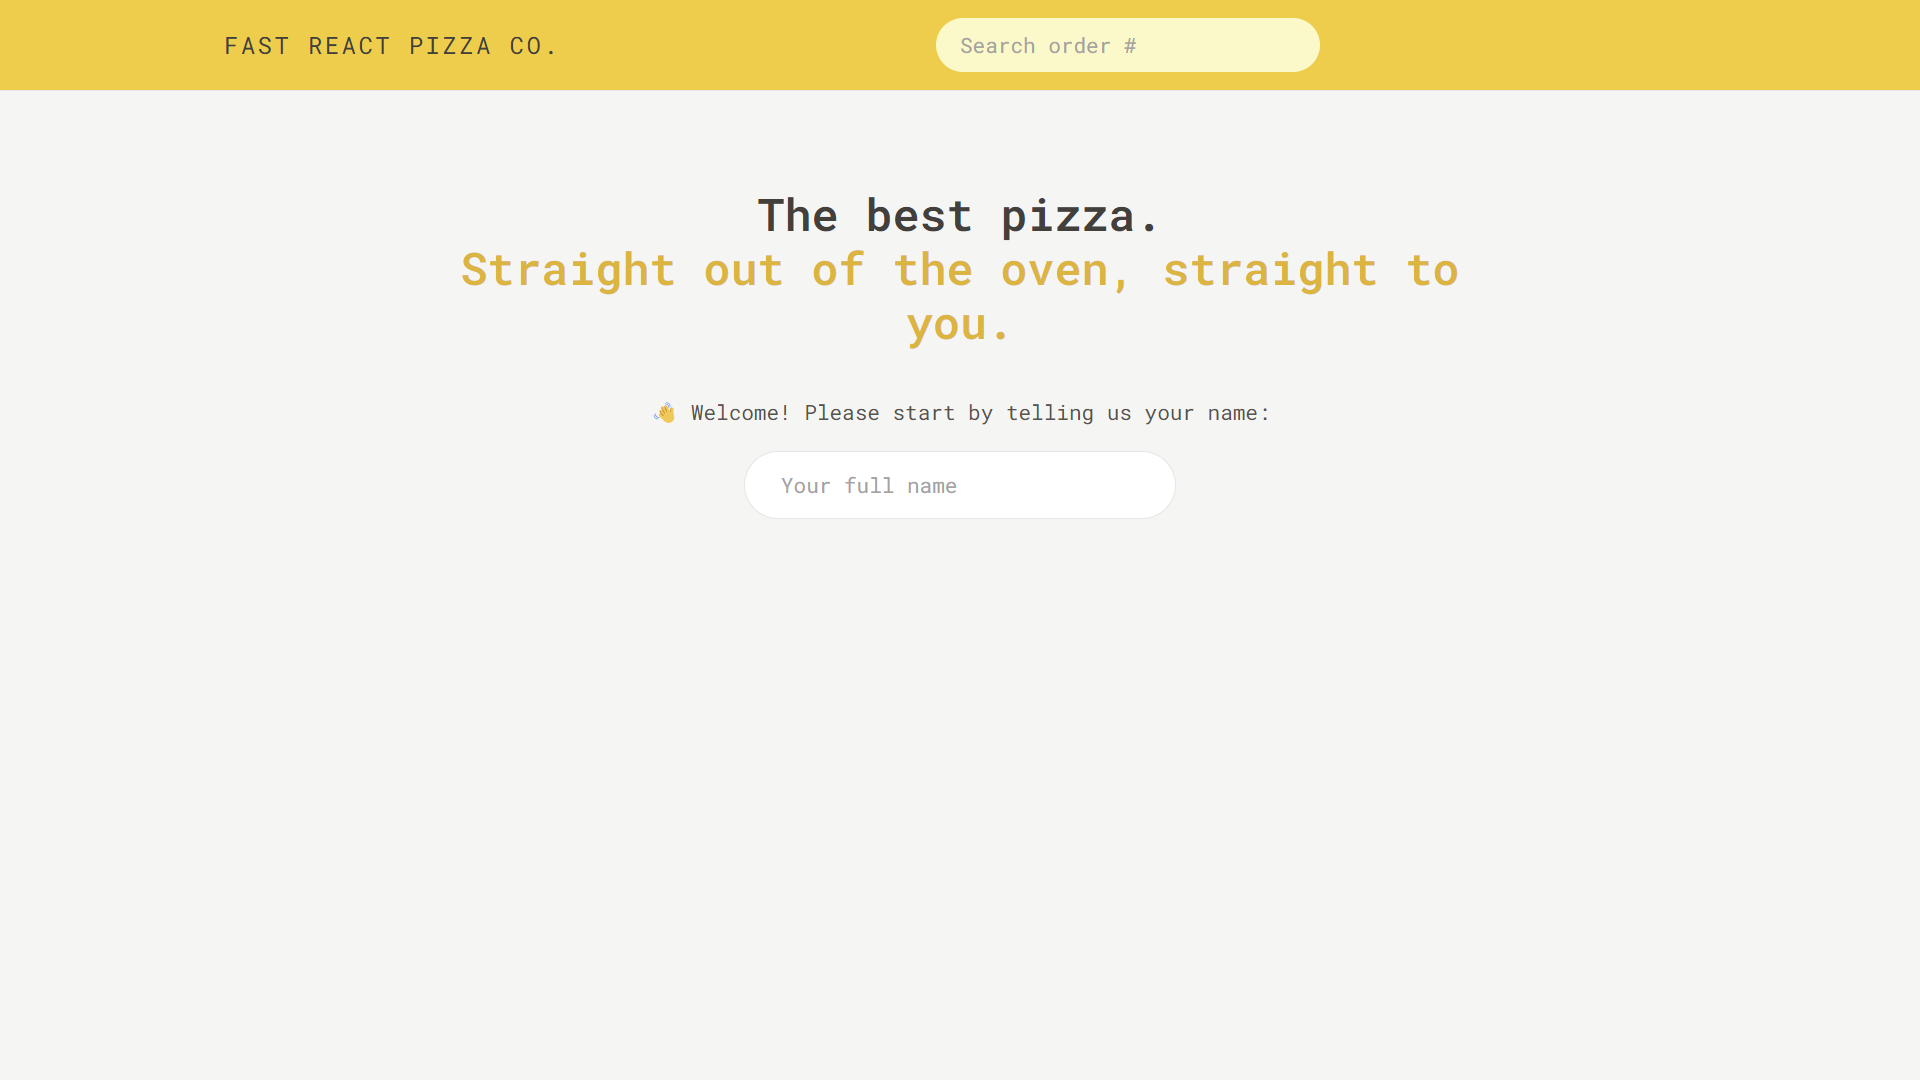 FAST REACT PIZZA CO.
Search order #
The best pizza.
Straight out of the oven, straight to
you.
👋 Welcome! Please start by telling us your name:
Your full name